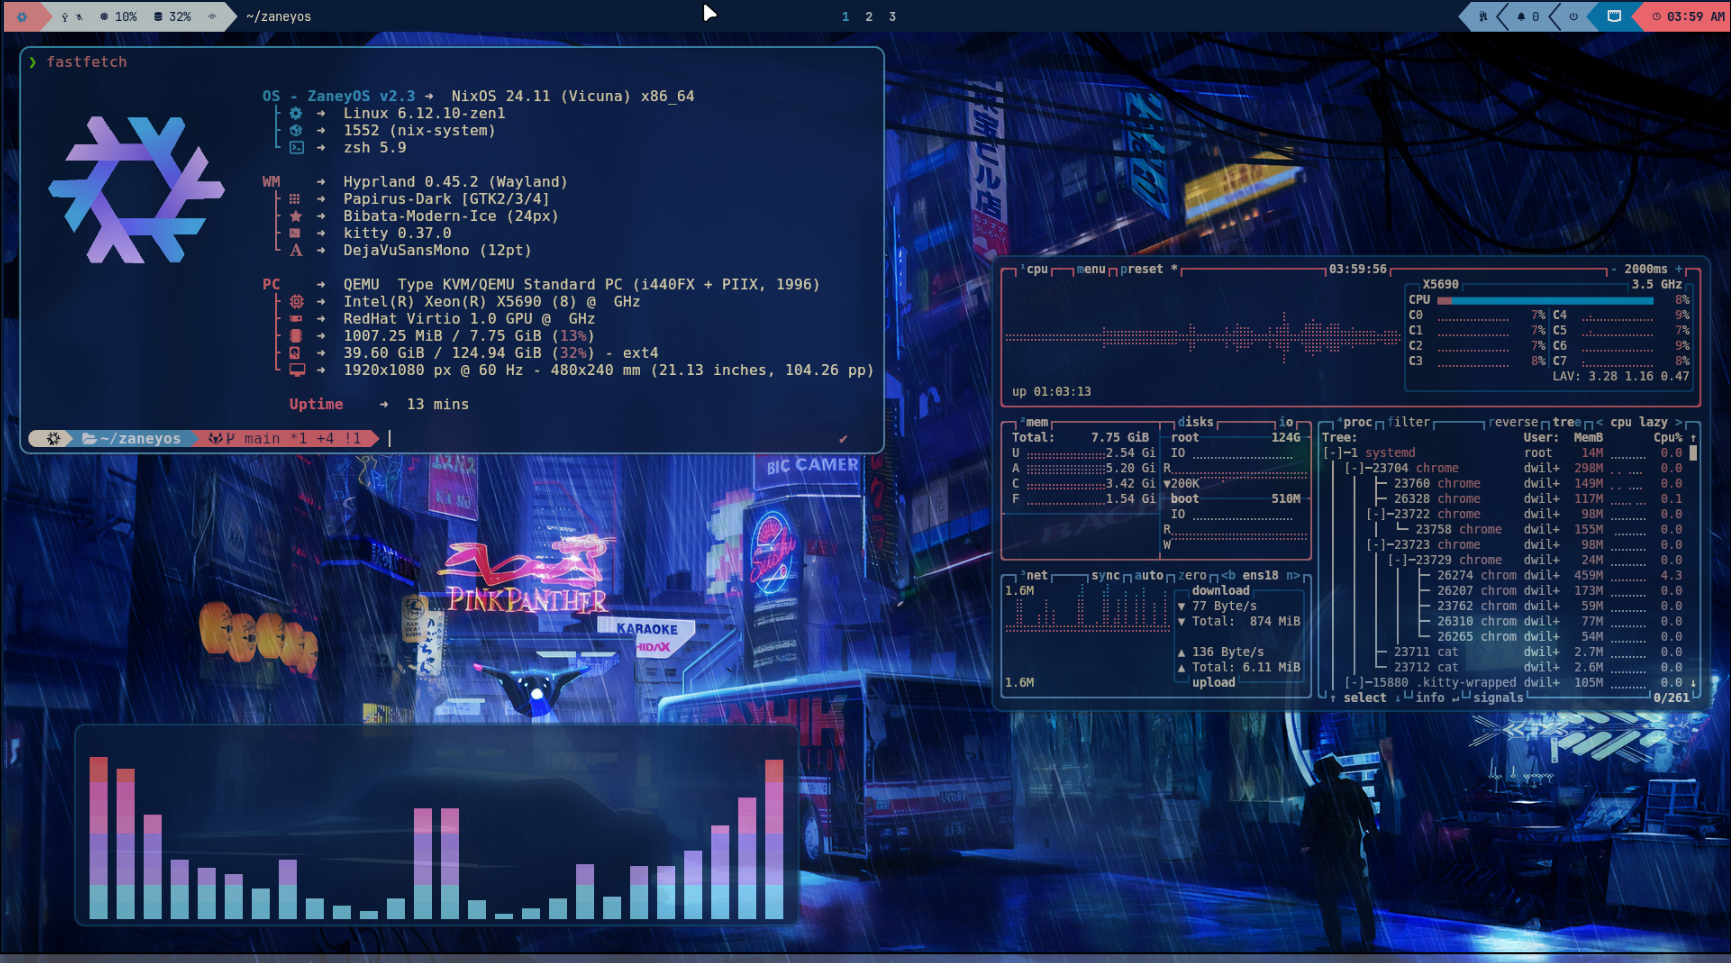 10% 32% ~/zaneyos
1 2 3
0 03:59 AM
❯ fastfetch
OS - ZaneyOS v2.3 → NixOS 24.11 (Vicuna) x86_64
→ Linux 6.12.10-zen1
→ 1552 (nix-system)
→ zsh 5.9
WM → Hyprland 0.45.2 (Wayland)
→ Papirus-Dark [GTK2/3/4]
→ Bibata-Modern-Ice (24px)
→ kitty 0.37.0
→ DejaVuSansMono (12pt)
PC → QEMU Type KVM/QEMU Standard PC (i440FX + PIIX, 1996)
→ Intel(R) Xeon(R) X5690 (8) @ GHz
→ RedHat Virtio 1.0 GPU @ GHz
→ 1007.25 MiB / 7.75 GiB (13%)
→ 39.60 GiB / 124.94 GiB (32%) - ext4
→ 1920x1080 px @ 60 Hz - 480x240 mm (21.13 inches, 104.26 pp)
Uptime → 13 mins
~/zaneyos main *1 +4 !1 ✔
¹cpu menu preset * 03:59:56 - 2000ms +
X5690 3.5 GHz
CPU 8%
C0 7% C4 9%
C1 7% C5 7%
C2 7% C6 9%
C3 8% C7 8%
LAV: 3.28 1.16 0.47
up 01:03:13
²mem disks io
Total: 7.75 GiB root 124G
U 2.54 Gi IO
A 5.20 Gi R
C 3.42 Gi ▼200K
F 1.54 Gi boot 510M
IO
R
W
³net sync auto zero <b ens18 n>
1.6M download
▼ 77 Byte/s
▼ Total: 874 MiB
▲ 136 Byte/s
▲ Total: 6.11 MiB
1.6M upload
⁴proc filter reverse tree < cpu lazy >
Tree: User: MemB Cpu% ↑
[-]─1 systemd root 14M 0.0
[-]─23704 chrome dwil+ 298M 0.0
23760 chrome dwil+ 149M 0.0
26328 chrome dwil+ 117M 0.1
[-]─23722 chrome dwil+ 98M 0.0
23758 chrome dwil+ 155M 0.0
[-]─23723 chrome dwil+ 98M 0.0
[-]─23729 chrome dwil+ 24M 0.0
26274 chrom dwil+ 459M 4.3
26207 chrom dwil+ 173M 0.0
23762 chrom dwil+ 59M 0.0
26310 chrom dwil+ 77M 0.0
26265 chrom dwil+ 54M 0.0
23711 cat dwil+ 2.7M 0.0
23712 cat dwil+ 2.6M 0.0
[-]─15880 .kitty-wrapped dwil+ 105M 0.0 ↓
↑ select ↓ info ↵ signals 0/261
BIC CAMER
Sushi
PINK PANTHER
KARAOKE